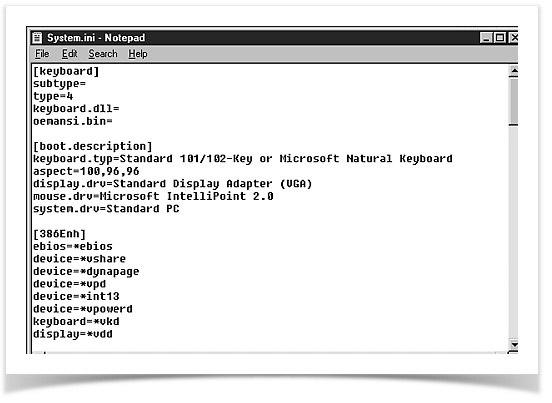 System.ini - Notepad
File Edit Search Help
[keyboard]
subtype=
type=4
keyboard.dll=
oemansi.bin=

[boot.description]
keyboard.typ=Standard 101/102-Key or Microsoft Natural Keyboard
aspect=100,96,96
display.drv=Standard Display Adapter (VGA)
mouse.drv=Microsoft IntelliPoint 2.0
system.drv=Standard PC

[386Enh]
ebios=*ebios
device=*vshare
device=*dynapage
device=*vpd
device=*int13
device=*vpowerd
keyboard=*vkd
display=*vdd